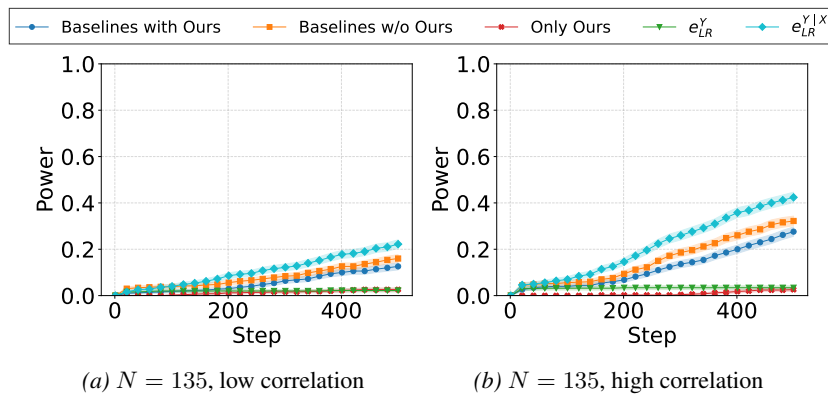 Baselines with Ours Baselines w/o Ours Only Ours $e_{LR}^{Y}$ $e_{LR}^{Y|X}$
1.0 1.0
0.8 0.8
0.6 0.6
0.4 0.4
0.2 0.2
0.0 0.0
Power Power
0 200 400 0 200 400
Step Step
(a) N = 135, low correlation (b) N = 135, high correlation